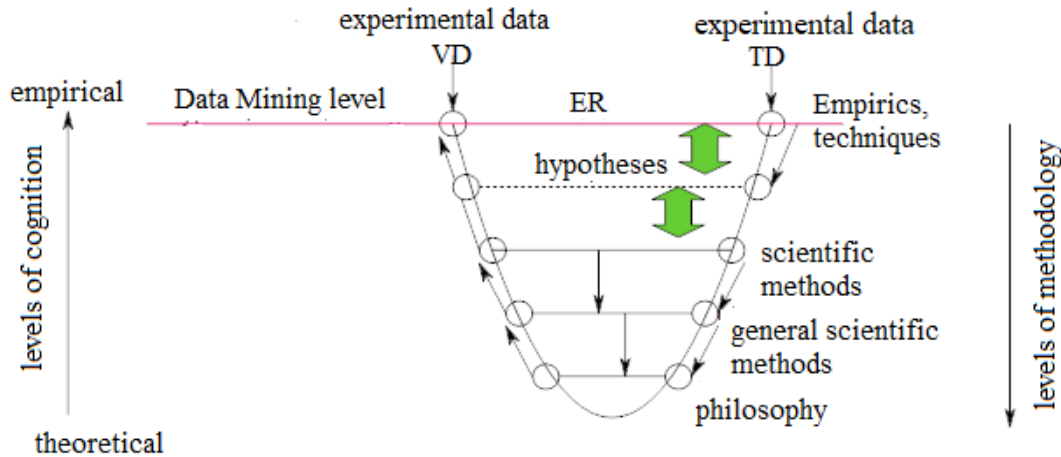 experimental data
VD
experimental data
TD
empirical
Data Mining level
ER
Empirics,
techniques
hypotheses
levels of cognition
levels of methodology
scientific
methods
general scientific
methods
philosophy
theoretical